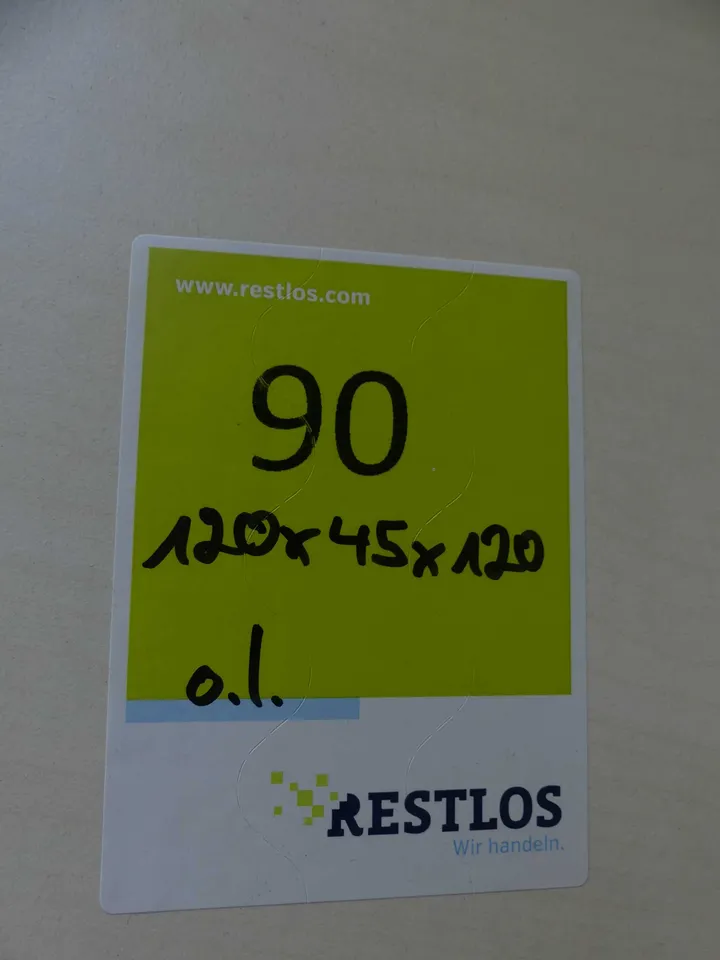 www.restlos.com
90
120x45x120
o.l.
RESTLOS
Wir handeln.